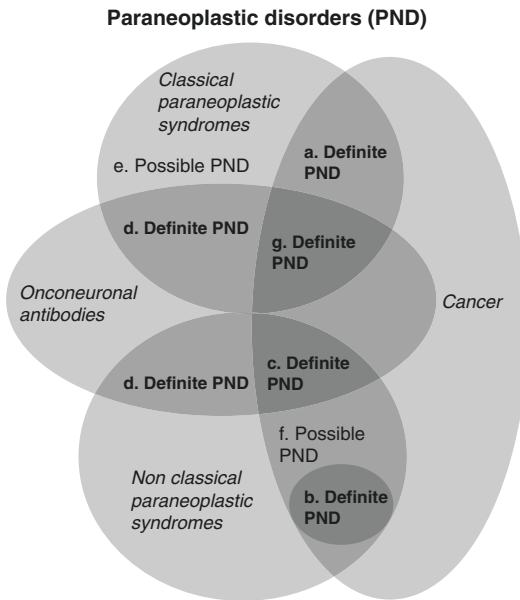 Paraneoplastic disorders (PND)
Classical
paraneoplastic
syndromes
e. Possible PND
a. Definite
PND
d. Definite PND
g. Definite
PND
Onconeuronal
antibodies
Cancer
d. Definite PND
c. Definite
PND
f. Possible
PND
Non classical
paraneoplastic
syndromes
b. Definite
PND